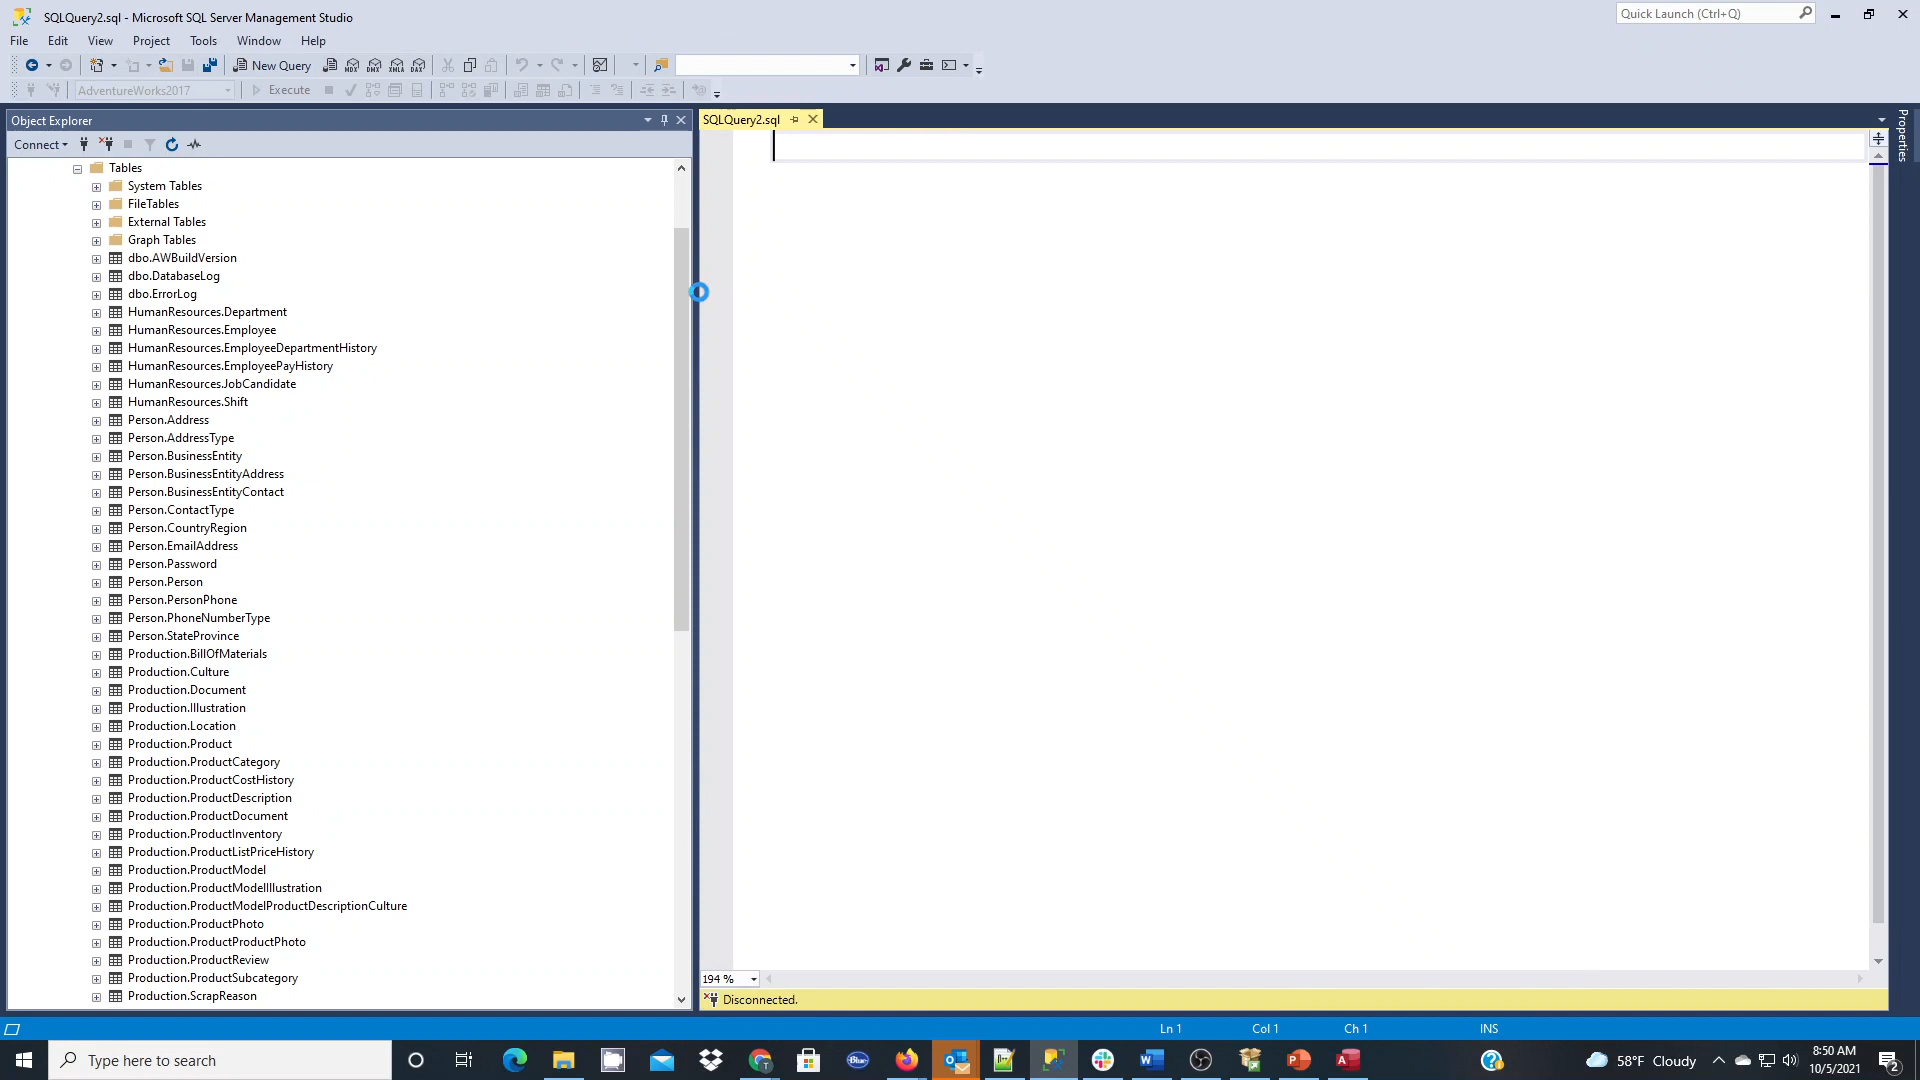 SQLQuery2.sql - Microsoft SQL Server Management Studio
Quick Launch (Ctrl+Q)
File Edit View Project Tools Window Help
New Query
MDX DMX XMLA DAX
AdventureWorks2017
Execute
Object Explorer
SQLQuery2.sql
Properties
Connect
Tables
System Tables
FileTables
External Tables
Graph Tables
dbo.AWBuildVersion
dbo.DatabaseLog
dbo.ErrorLog
HumanResources.Department
HumanResources.Employee
HumanResources.EmployeeDepartmentHistory
HumanResources.EmployeePayHistory
HumanResources.JobCandidate
HumanResources.Shift
Person.Address
Person.AddressType
Person.BusinessEntity
Person.BusinessEntityAddress
Person.BusinessEntityContact
Person.ContactType
Person.CountryRegion
Person.EmailAddress
Person.Password
Person.Person
Person.PersonPhone
Person.PhoneNumberType
Person.StateProvince
Production.BillOfMaterials
Production.Culture
Production.Document
Production.Illustration
Production.Location
Production.Product
Production.ProductCategory
Production.ProductCostHistory
Production.ProductDescription
Production.ProductDocument
Production.ProductInventory
Production.ProductListPriceHistory
Production.ProductModel
Production.ProductModelIllustration
Production.ProductModelProductDescriptionCulture
Production.ProductPhoto
Production.ProductProductPhoto
Production.ProductReview
Production.ProductSubcategory
Production.ScrapReason
194 %
Disconnected.
Ln 1 Col 1 Ch 1 INS
Type here to search
Blue
58°F Cloudy
8:50 AM
10/5/2021
2